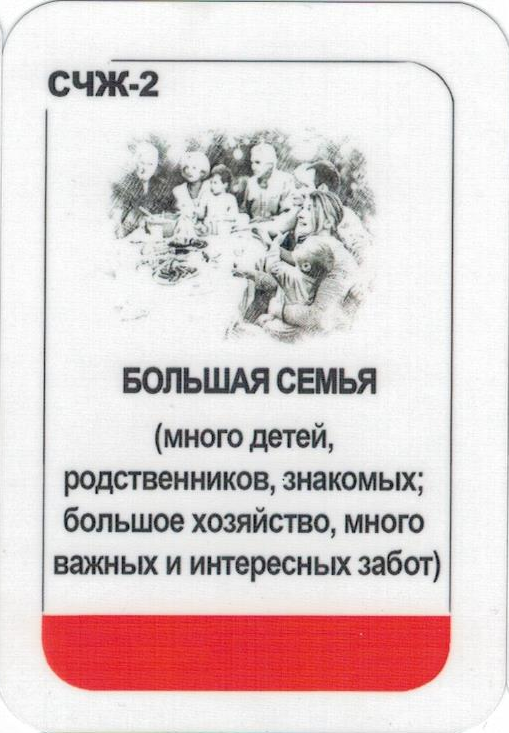 СЧЖ-2
БОЛЬШАЯ СЕМЬЯ
(много детей,
родственников, знакомых;
большое хозяйство, много
важных и интересных забот)